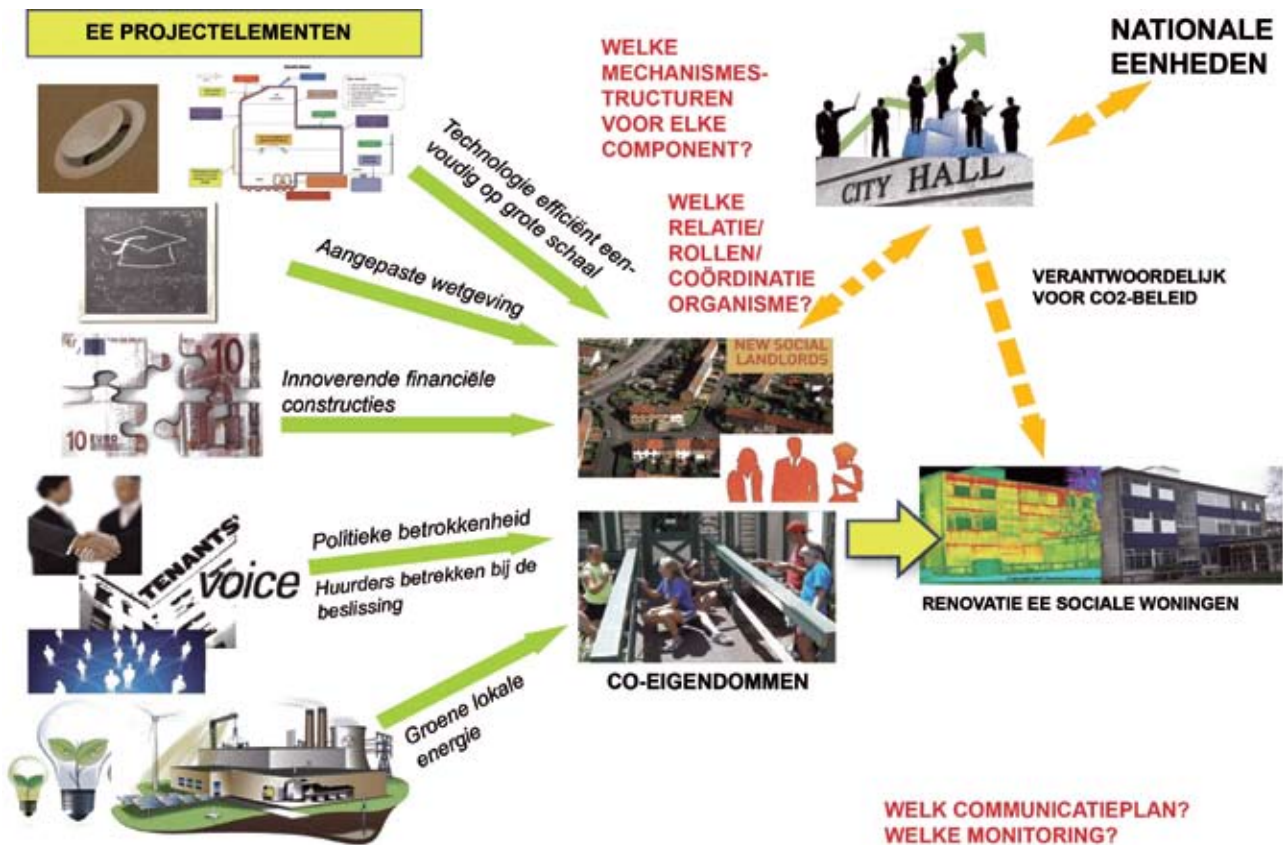 EE PROJECTELEMENTEN
WELKE
MECHANISMES-
TRUCTUREN
VOOR ELKE
COMPONENT?
NATIONALE
EENHEDEN
CITY HALL
Technologie efficiënt een-
voudig op grote schaal
WELKE
RELATIE/
ROLLEN/
COÖRDINATIE
ORGANISME?
Aangepaste wetgeving
VERANTWOORDELIJK
VOOR CO2-BELEID
NEW SOCIAL
LANDLORDS
10
Innoverende financiële
constructies
10 EURO
Politieke betrokkenheid
TENANTS'
voice
Huurders betrekken bij de
beslissing
RENOVATIE EE SOCIALE WONINGEN
CO-EIGENDOMMEN
Groene lokale
energie
WELK COMMUNICATIEPLAN?
WELKE MONITORING?